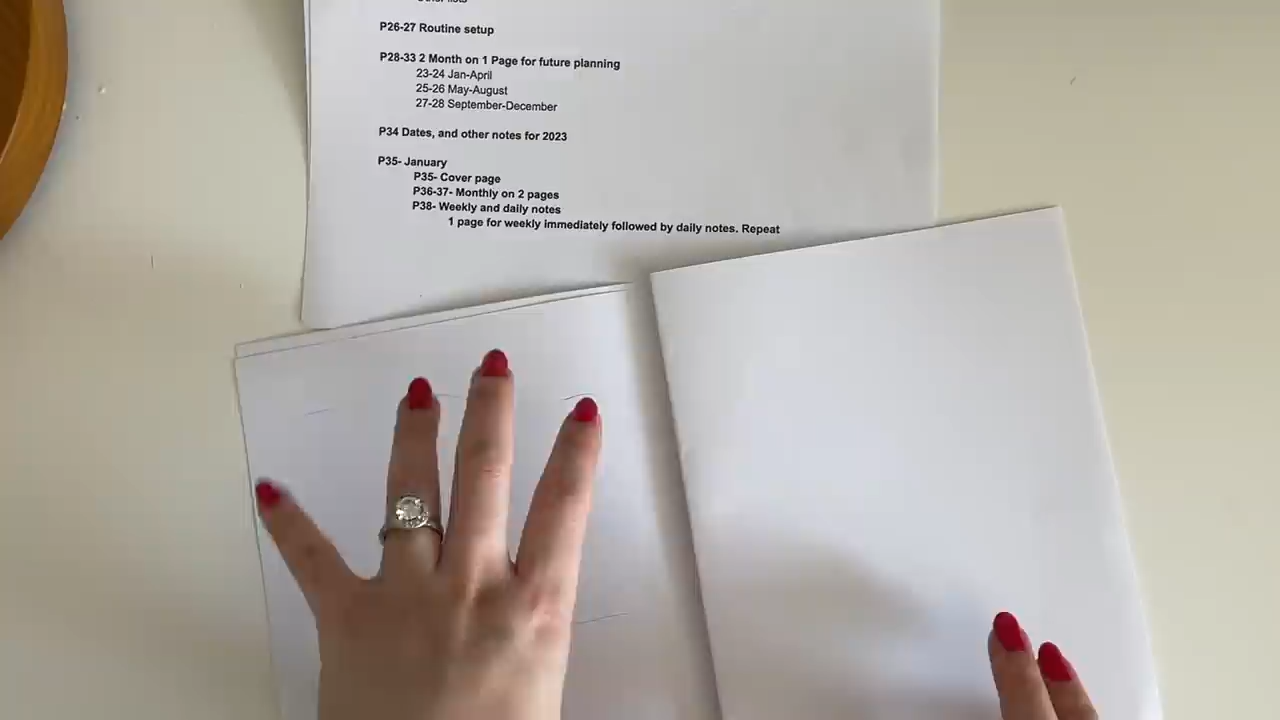 Other lists
P26-27 Routine setup
P28-33 2 Month on 1 Page for future planning
23-24 Jan-April
25-26 May-August
27-28 September-December
P34 Dates, and other notes for 2023
P35- January
P35- Cover page
P36-37- Monthly on 2 pages
P38- Weekly and daily notes
1 page for weekly immediately followed by daily notes. Repeat